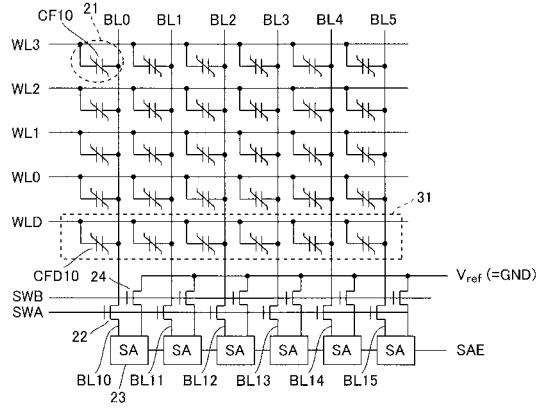 CF10 21 BL0 BL1 BL2 BL3 BL4 BL5
WL3
WL2
WL1
WL0
31
WLD
CFD10 24
Vref (=GND)
SWB
SWA
22
SA SA SA SA SA SA SAE
BL10 BL11 BL12 BL13 BL14 BL15
23